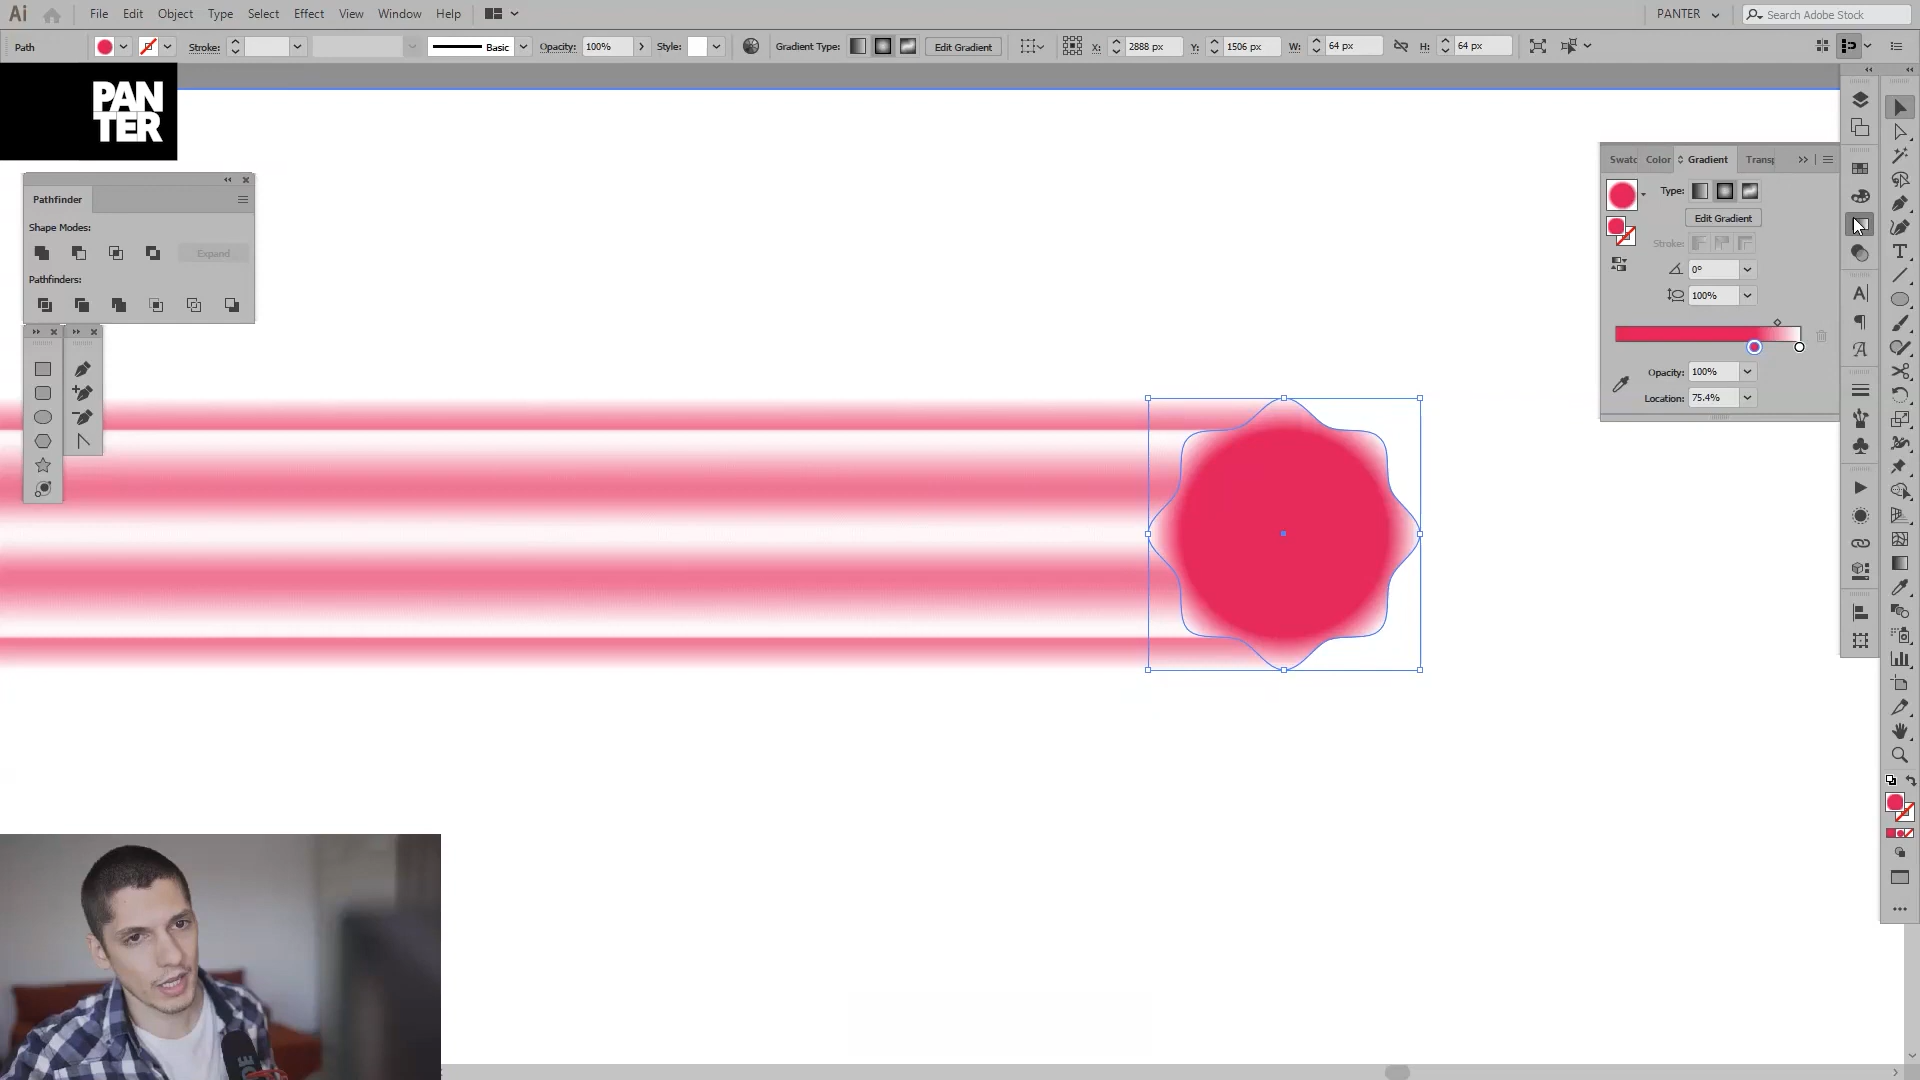 Ai File Edit Object Type Select Effect View Window Help PANTER Search Adobe Stock
Path Stroke: Basic Opacity: 100% Style: Gradient Type: Edit Gradient X: 2888 px Y: 1506 px W: 64 px H: 64 px
PAN
TER
Pathfinder
Shape Modes:
Expand
Pathfinders:
Swatc Color Gradient Transp
Type:
Edit Gradient
Stroke:
0°
100%
Opacity: 100%
Location: 75.4%